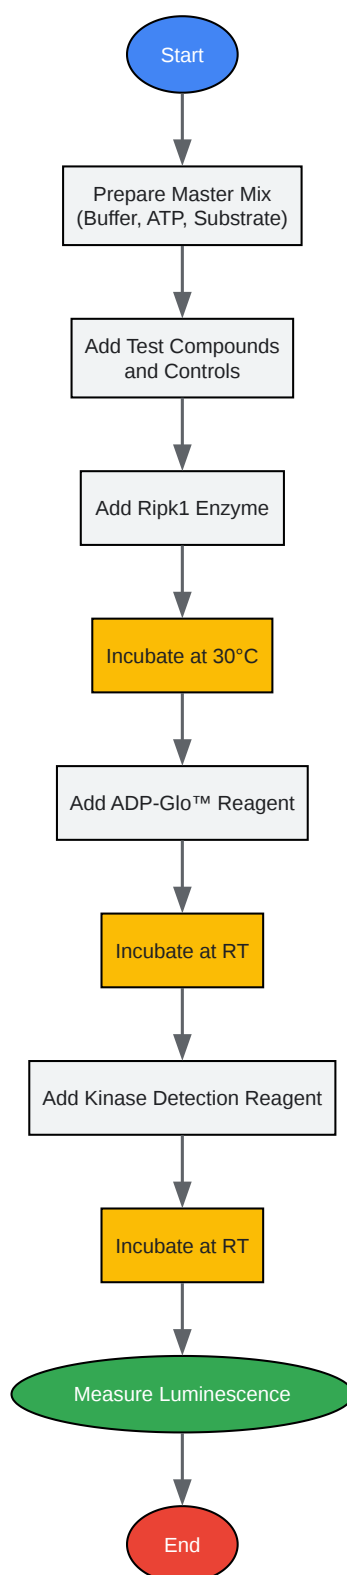 Start
Prepare Master Mix
(Buffer, ATP, Substrate)
Add Test Compounds
and Controls
Add Ripk1 Enzyme
Incubate at 30°C
Add ADP-Glo™ Reagent
Incubate at RT
Add Kinase Detection Reagent
Incubate at RT
Measure Luminescence
End